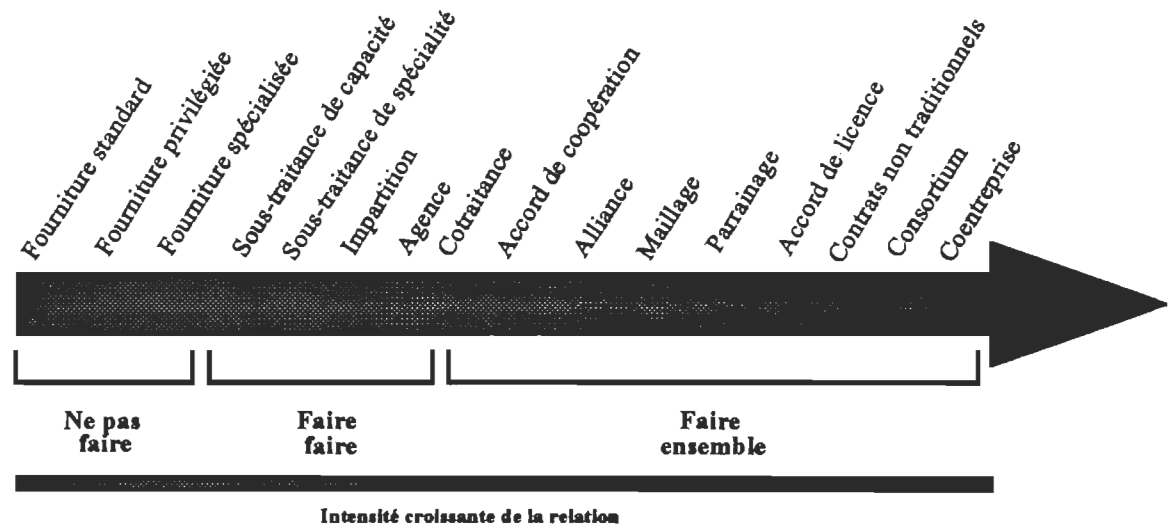 Fourniture standard
Fourniture privilégiée
Fourniture spécialisée
Sous-traitance de capacité
Sous-traitance de spécialité
Impartition
Agence
Cotraitance
Accord de coopération
Alliance
Maillage
Parrainage
Accord de licence
Contrats non traditionnels
Consortium
Coentreprise
Ne pas
faire
Faire
faire
Faire
ensemble
Intensité croissante de la relation